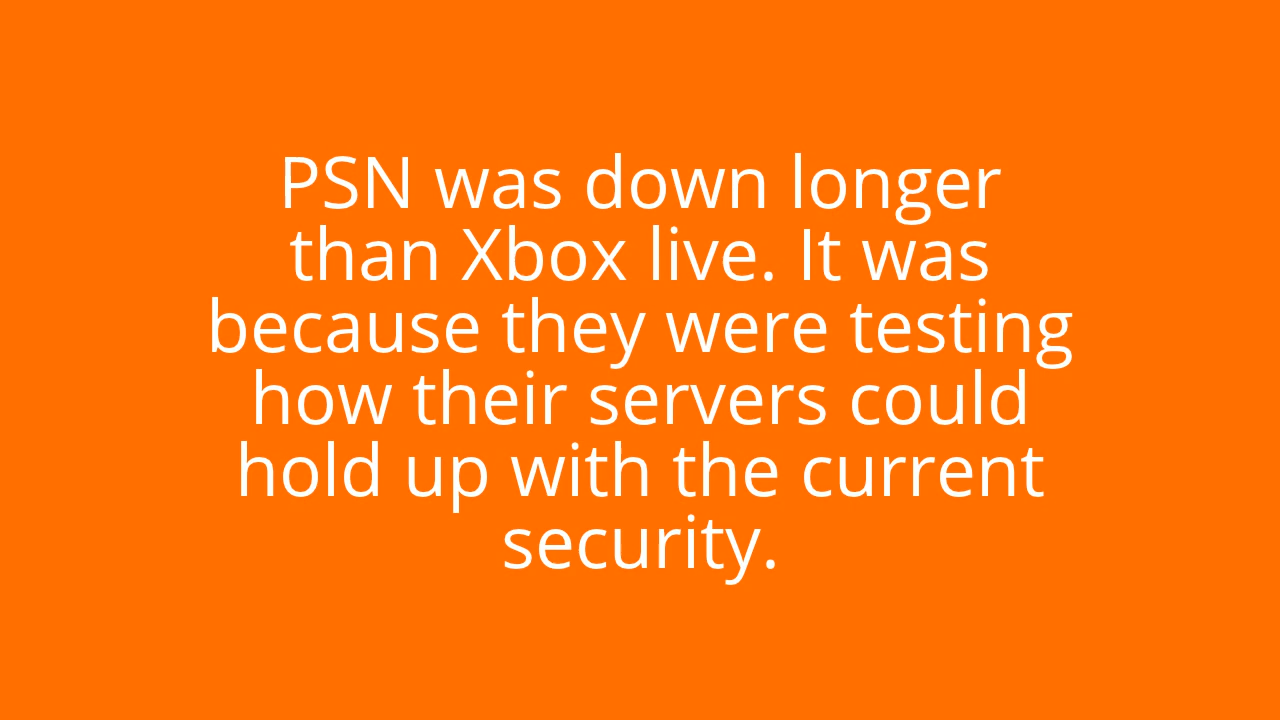 PSN was down longer
than Xbox live. It was
because they were testing
how their servers could
hold up with the current
security.